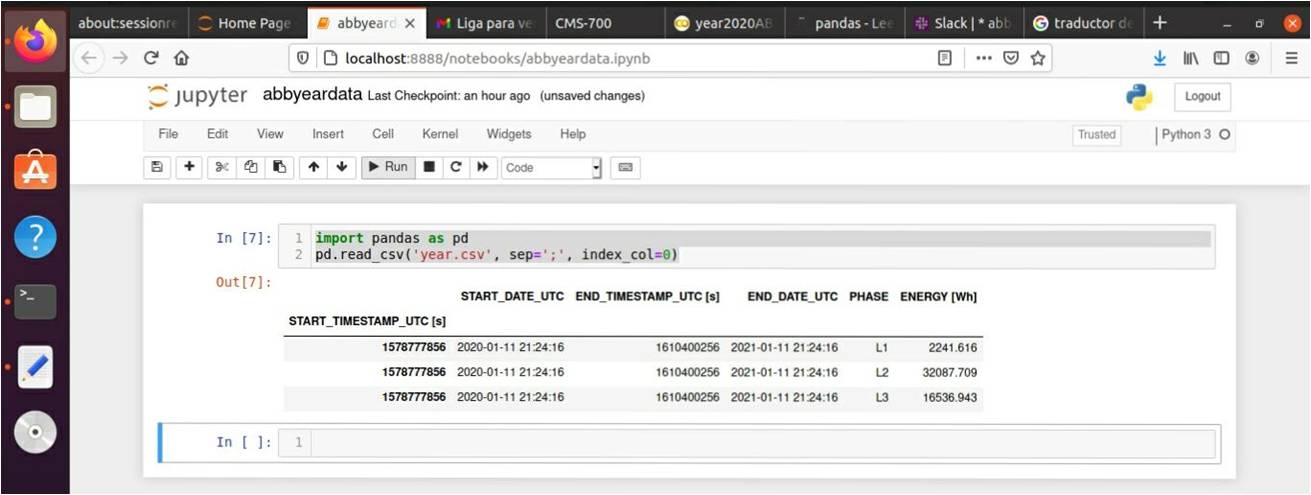 about:sessionre Home Page abbyeard Liga para ve CMS-700 year2020AB pandas - Lee Slack | * abb traductor de
localhost:8888/notebooks/abbyeardata.ipynb
jupyter abbyeardata Last Checkpoint: an hour ago (unsaved changes) Logout
File Edit View Insert Cell Kernel Widgets Help Trusted Python 3
Run Code
In [7]: 1 import pandas as pd
2 pd.read_csv('year.csv', sep=';', index_col=0)
Out[7]:
START_DATE_UTC END_TIMESTAMP_UTC [s] END_DATE_UTC PHASE ENERGY [Wh]
START_TIMESTAMP_UTC [s]
1578777856 2020-01-11 21:24:16 1610400256 2021-01-11 21:24:16 L1 2241.616
1578777856 2020-01-11 21:24:16 1610400256 2021-01-11 21:24:16 L2 32087.709
1578777856 2020-01-11 21:24:16 1610400256 2021-01-11 21:24:16 L3 16536.943
In [ ]: 1